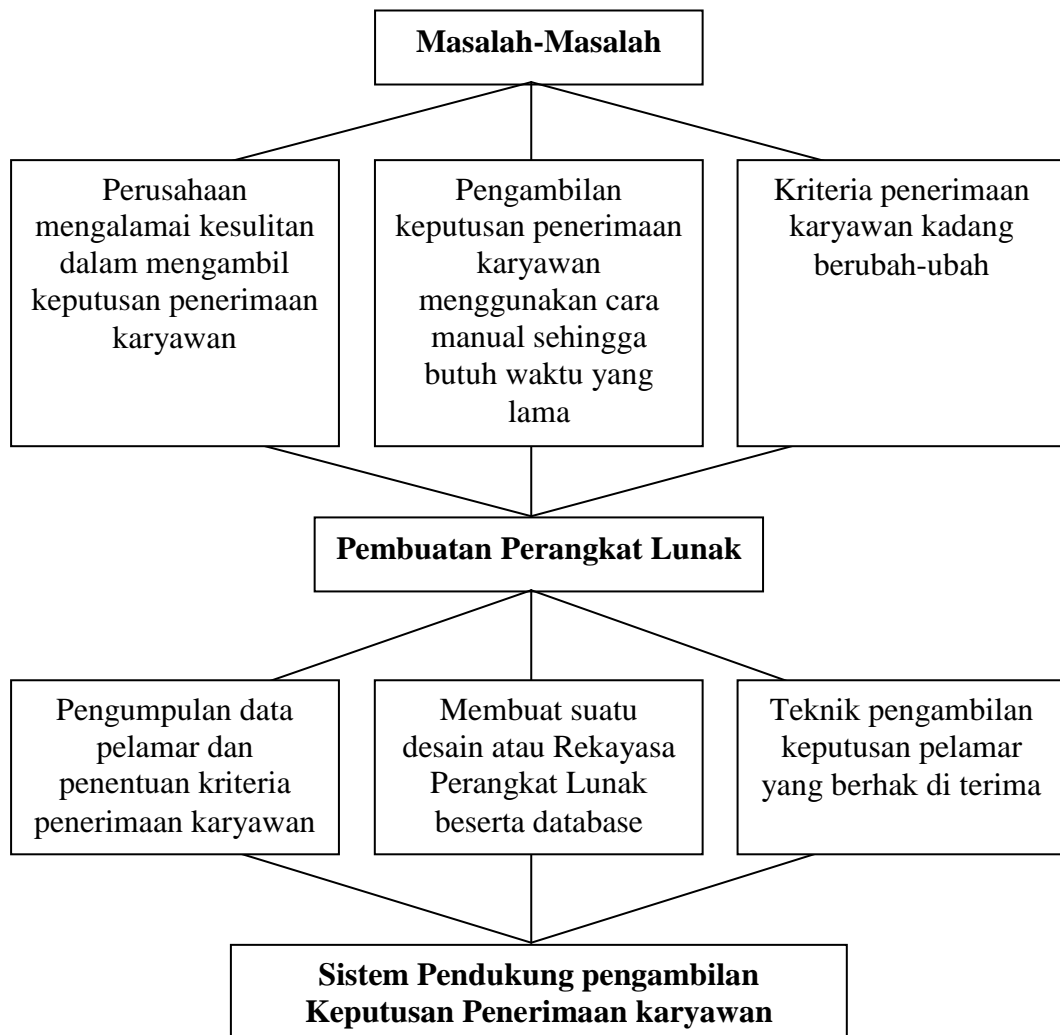 Masalah-Masalah
Perusahaan
mengalamai kesulitan
dalam mengambil
keputusan penerimaan
karyawan
Pengambilan
keputusan penerimaan
karyawan
menggunakan cara
manual sehingga
butuh waktu yang
lama
Kriteria penerimaan
karyawan kadang
berubah-ubah
Pembuatan Perangkat Lunak
Pengumpulan data
pelamar dan
penentuan kriteria
penerimaan karyawan
Membuat suatu
desain atau Rekayasa
Perangkat Lunak
beserta database
Teknik pengambilan
keputusan pelamar
yang berhak di terima
Sistem Pendukung pengambilan
Keputusan Penerimaan karyawan